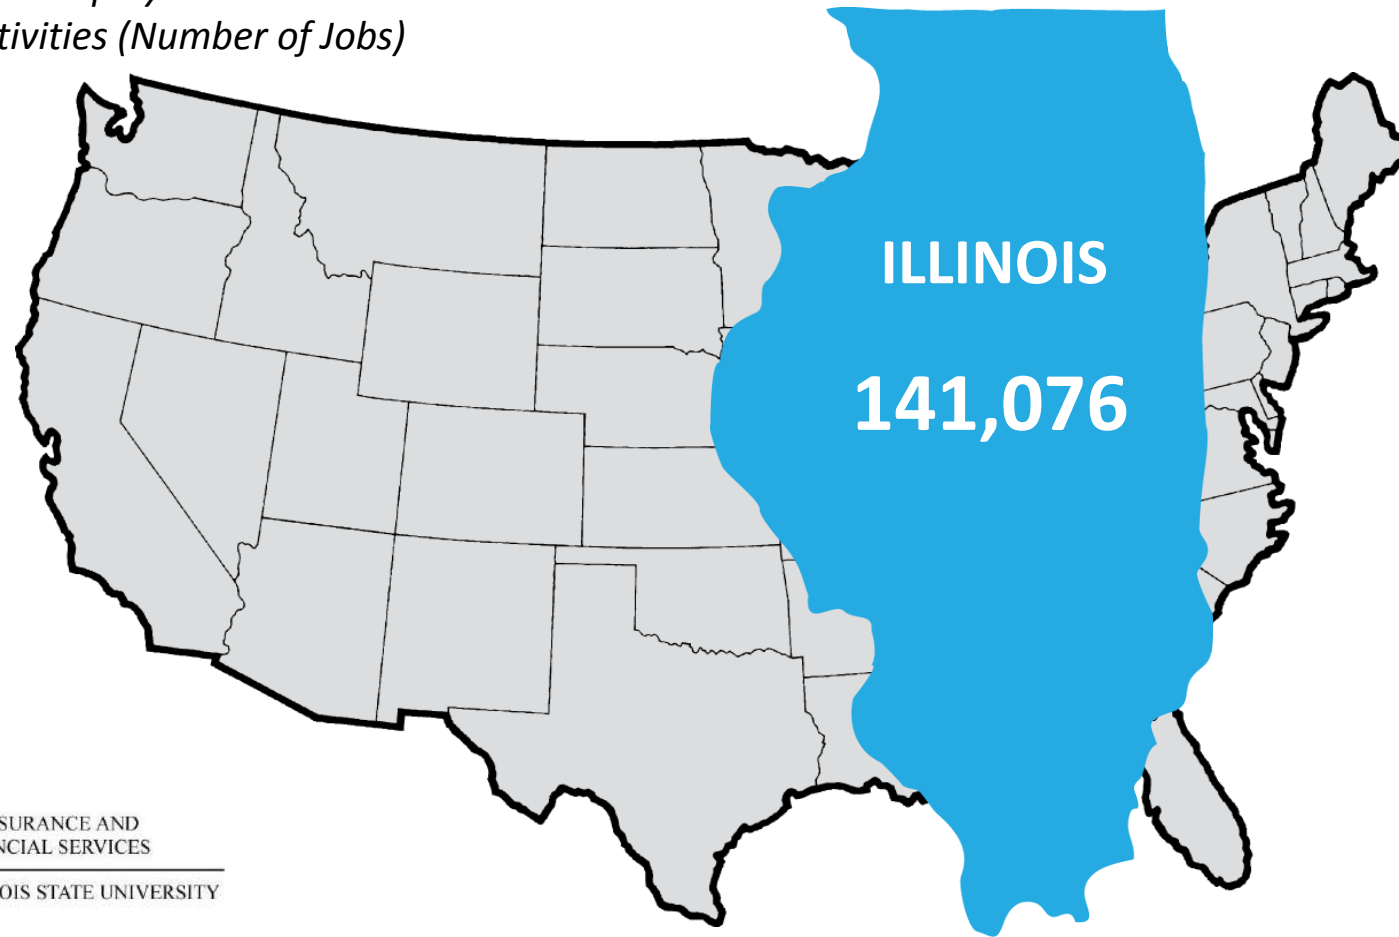 tivities (Number of Jobs)
ILLINOIS
141,076
SURANCE AND
NCIAL SERVICES
OIS STATE UNIVERSITY